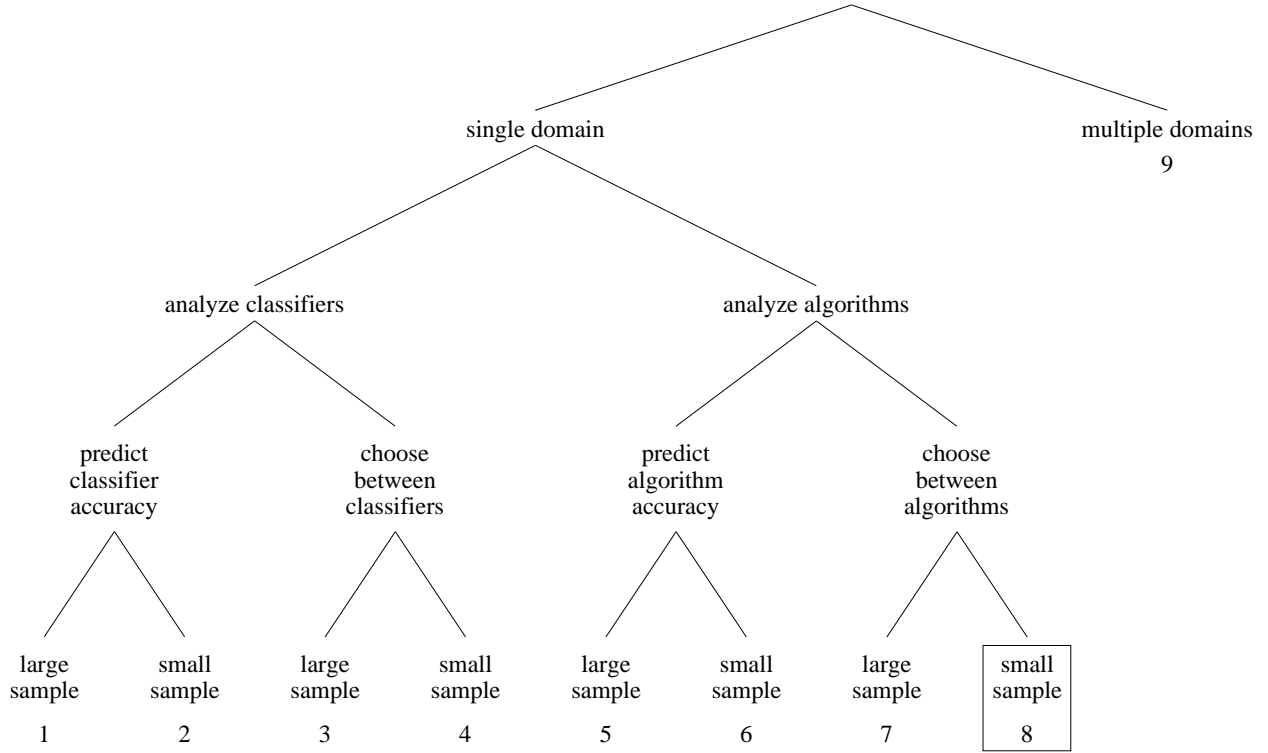 single domain
multiple domains
9
analyze classifiers
analyze algorithms
predict
classifier
accuracy
choose
between
classifiers
predict
algorithm
accuracy
choose
between
algorithms
large
sample
1
small
sample
2
large
sample
3
small
sample
4
large
sample
5
small
sample
6
large
sample
7
small
sample
8